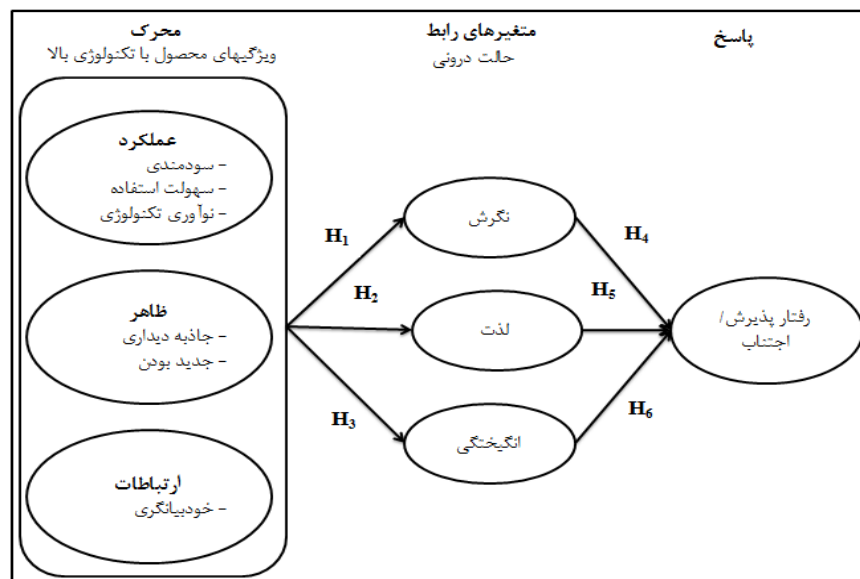 محرک
ویژگیهای محصول با تکنولوژی بالا
عملکرد
- سودمندی
- سهولت استفاده
- نوآوری تکنولوژی
ظاهر
- جاذبه دیداری
- جدید بودن
ارتباطات
- خودبیانگری
متغیرهای رابط
حالت درونی
H1
H2
H3
نگرش
لذت
انگیختگی
H4
H5
H6
پاسخ
رفتار پذیرش/
اجتناب